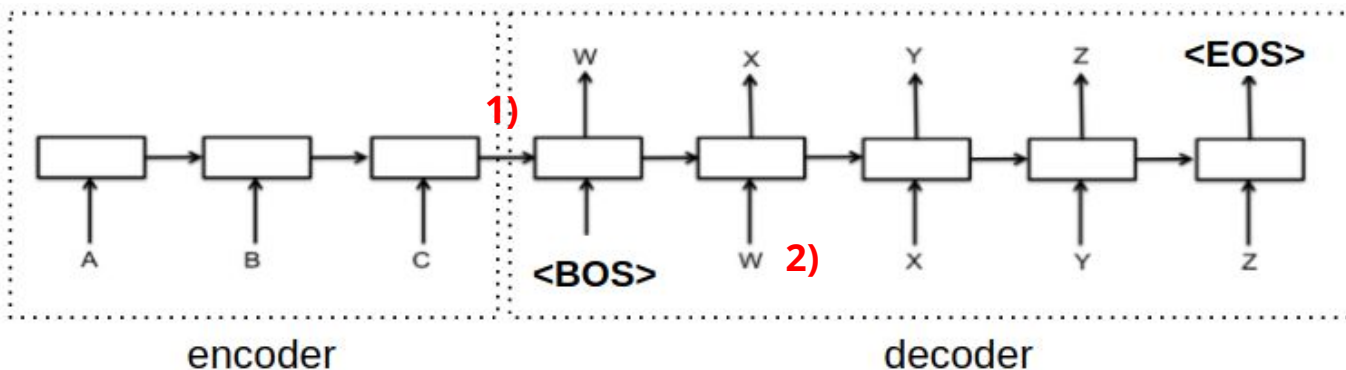 W X Y Z <EOS>
1)
A B C <BOS> W 2) X Y Z
encoder decoder